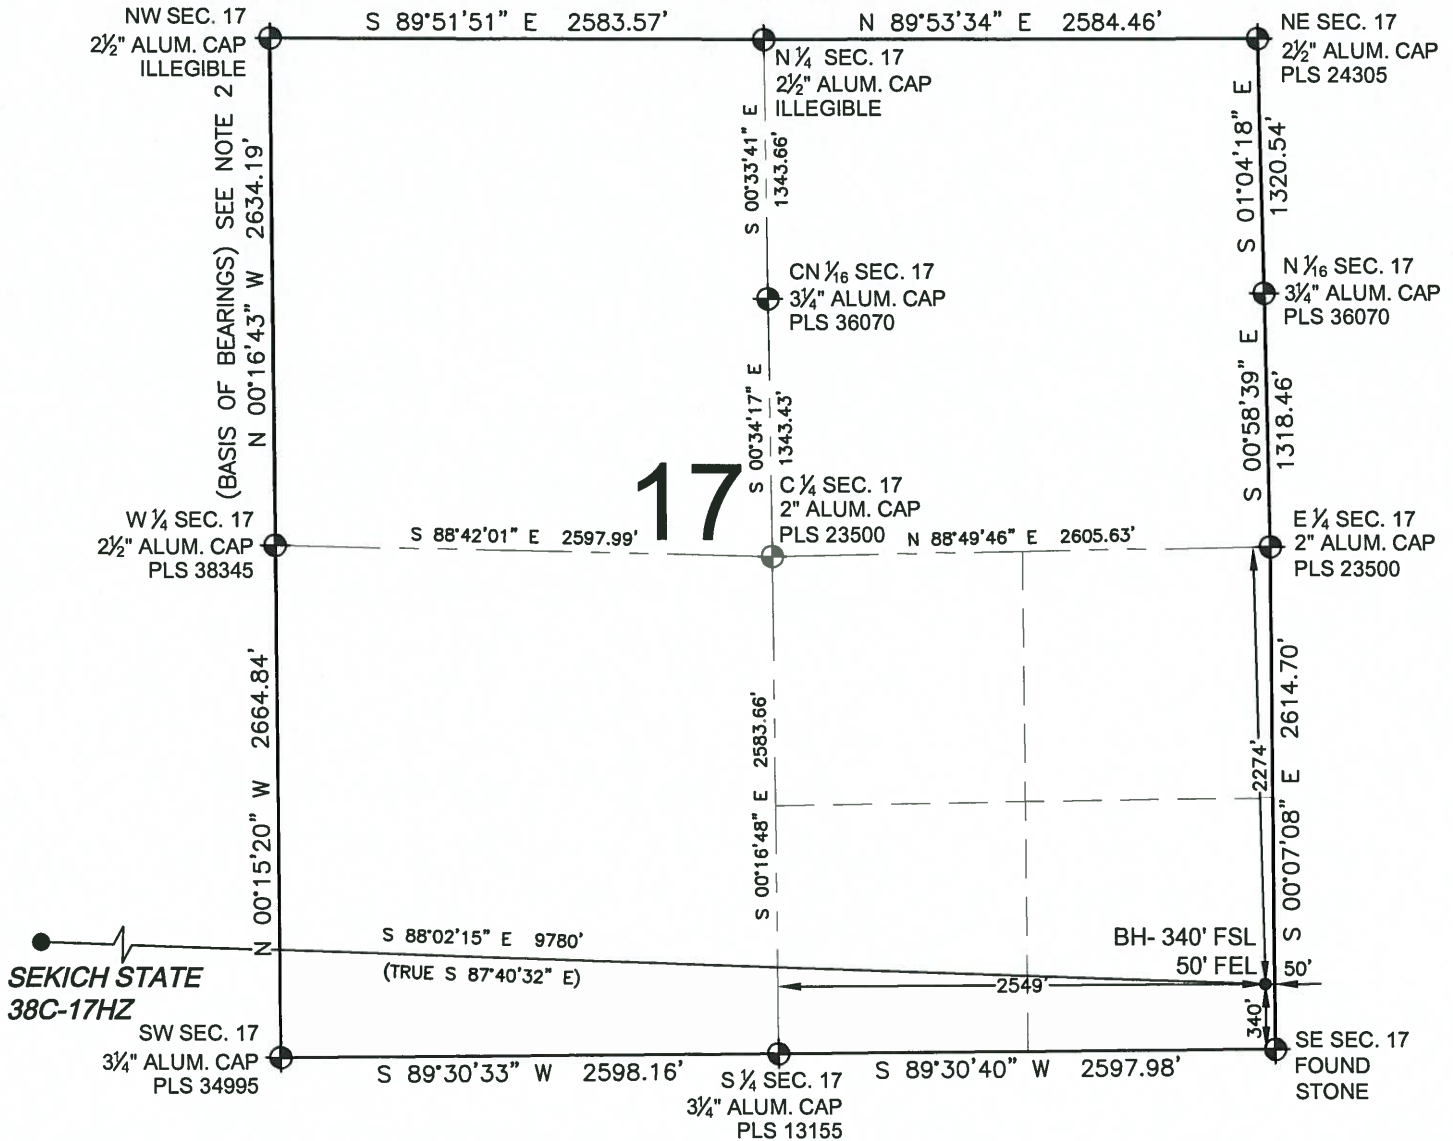 NW SEC. 17
2½" ALUM. CAP
ILLEGIBLE
S 89°51'51" E 2583.57'
N 89°53'34" E 2584.46'
NE SEC. 17
2½" ALUM. CAP
PLS 24305
N ¼ SEC. 17
2½" ALUM. CAP
ILLEGIBLE
(BASIS OF BEARINGS) SEE NOTE 2
N 00°16'43" W 2634.19'
S 00°33'41" E
1343.66'
S 01°04'18" E
1320.54'
CN 1⁄16 SEC. 17
3¼" ALUM. CAP
PLS 36070
N 1⁄16 SEC. 17
3¼" ALUM. CAP
PLS 36070
S 00°34'17" E
1343.43'
S 00°58'39" E
1318.46'
17
C ¼ SEC. 17
2" ALUM. CAP
PLS 23500
W ¼ SEC. 17
2½" ALUM. CAP
PLS 38345
S 88°42'01" E 2597.99'
N 88°49'46" E 2605.63'
E ¼ SEC. 17
2" ALUM. CAP
PLS 23500
N 00°15'20" W 2664.84'
S 00°16'48" E 2583.66'
2274'
S 00°07'08" E 2614.70'
S 88°02'15" E 9780'
(TRUE S 87°40'32" E)
BH- 340' FSL
50' FEL
50'
2549'
340'
SEKICH STATE
38C-17HZ
SW SEC. 17
3¼" ALUM. CAP
PLS 34995
S 89°30'33" W 2598.16'
S ¼ SEC. 17
3¼" ALUM. CAP
PLS 13155
S 89°30'40" W 2597.98'
SE SEC. 17
FOUND
STONE